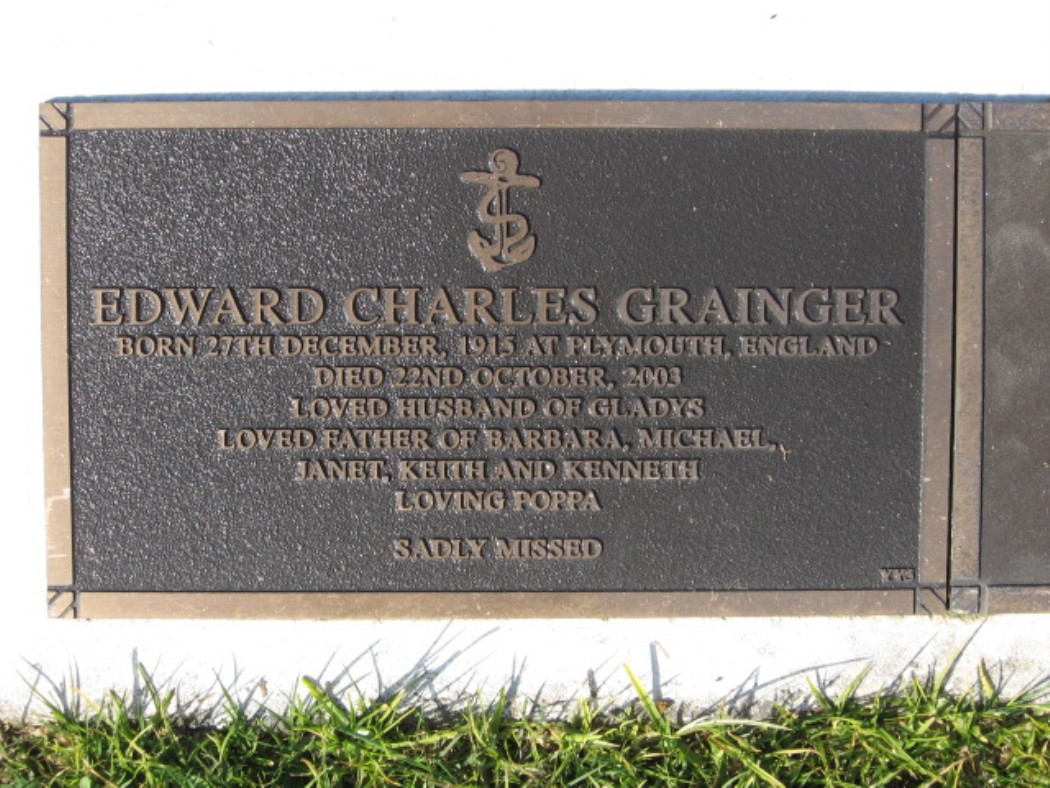 EDWARD CHARLES GRAINGER
BORN 27TH DECEMBER, 1915 AT PLYMOUTH, ENGLAND
DIED 22ND OCTOBER, 2003
LOVED HUSBAND OF GLADYS
LOVED FATHER OF BARBARA, MICHAEL,
JANET, KEITH AND KENNETH
LOVING POPPA
SADLY MISSED